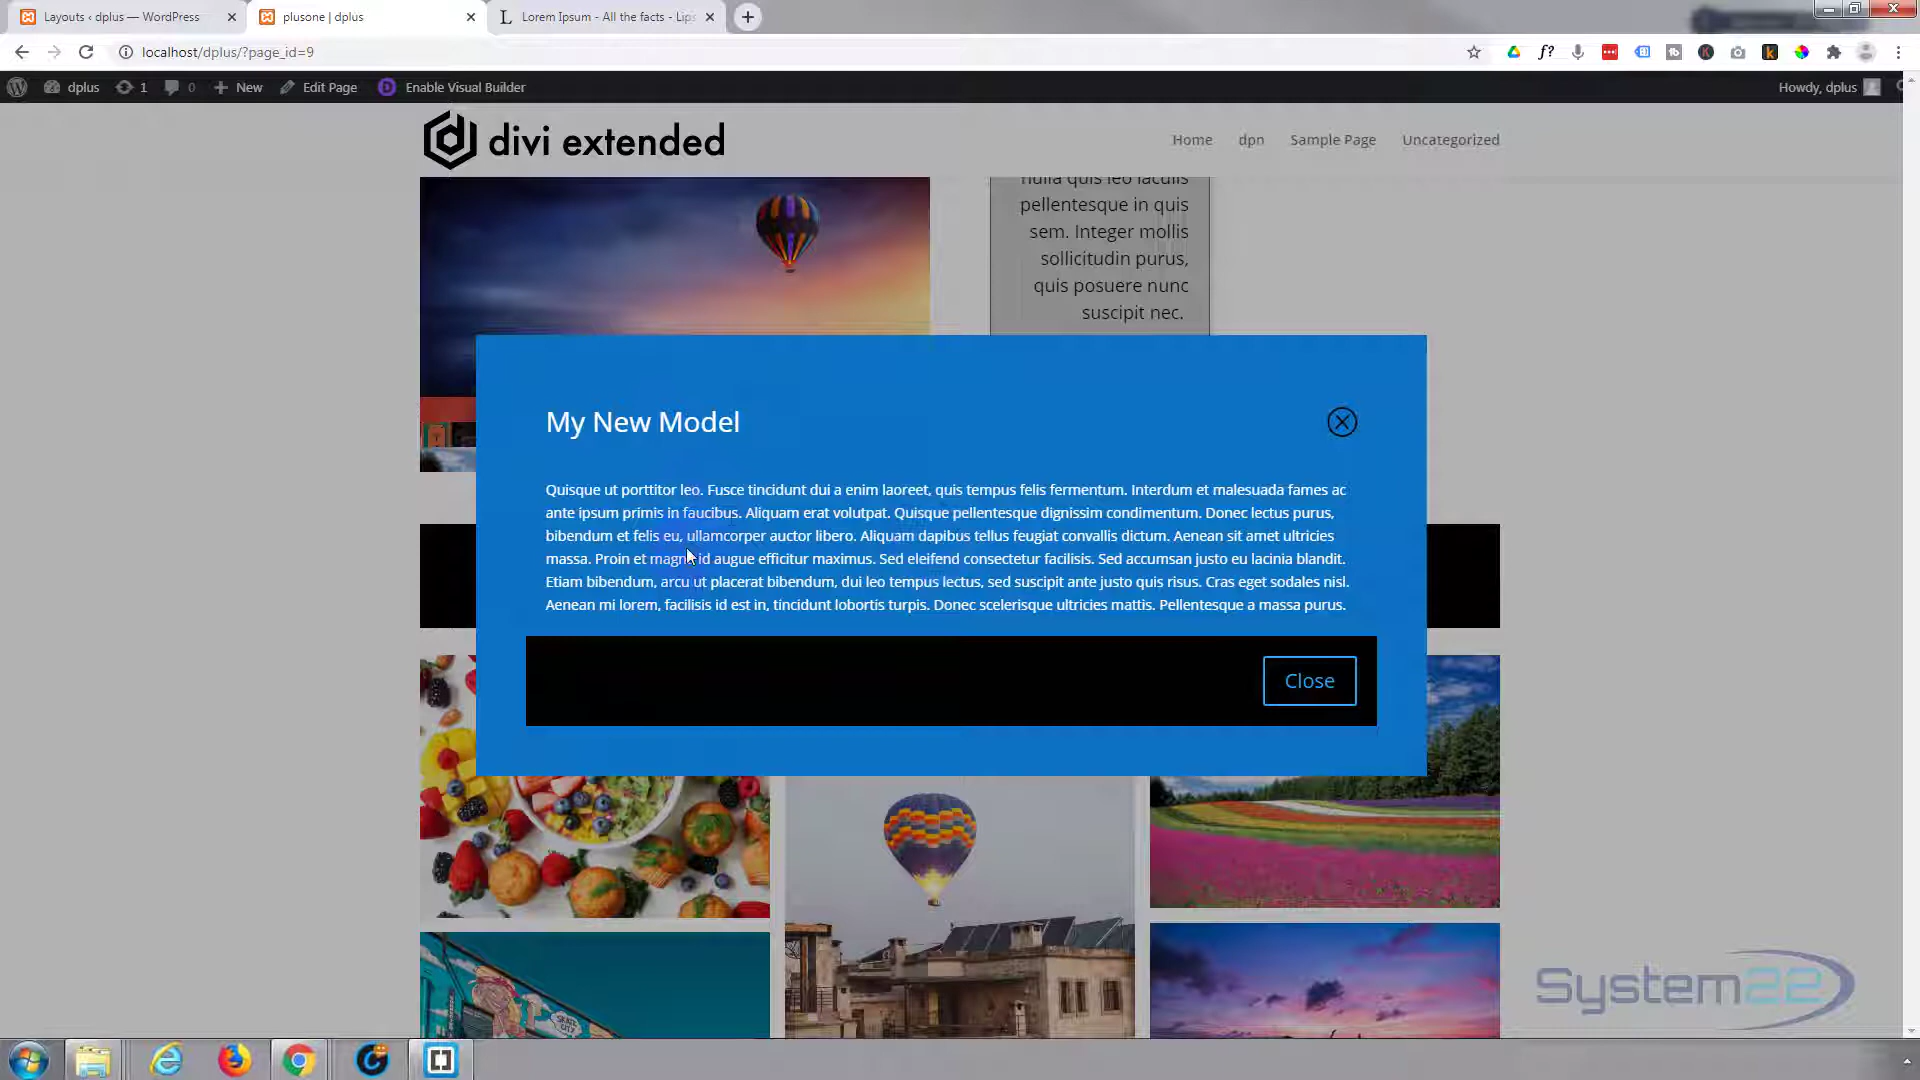 Layouts ‹ dplus — WordPress
plusone | dplus
Lorem Ipsum - All the facts - Lips
localhost/dplus/?page_id=9
dplus
1
0
New
Edit Page
Enable Visual Builder
Howdy, dplus
divi extended
Home
dpn
Sample Page
Uncategorized
nulla quis leo iaculis
pellentesque in quis
sem. Integer mollis
sollicitudin purus,
quis posuere nunc
suscipit nec.
My New Model
Quisque ut porttitor leo. Fusce tincidunt dui a enim laoreet, quis tempus felis fermentum. Interdum et malesuada fames ac
ante ipsum primis in faucibus. Aliquam erat volutpat. Quisque pellentesque dignissim condimentum. Donec lectus purus,
bibendum et felis eu, ullamcorper auctor libero. Aliquam dapibus tellus feugiat convallis dictum. Aenean sit amet ultricies
massa. Proin et magna id augue efficitur maximus. Sed eleifend consectetur facilisis. Sed accumsan justo eu lacinia blandit.
Etiam bibendum, arcu ut placerat bibendum, dui leo tempus lectus, sed suscipit ante justo quis risus. Cras eget sodales nisl.
Aenean mi lorem, facilisis id est in, tincidunt lobortis turpis. Donec scelerisque ultricies mattis. Pellentesque a massa purus.
Close
SKATE
CITY
System22